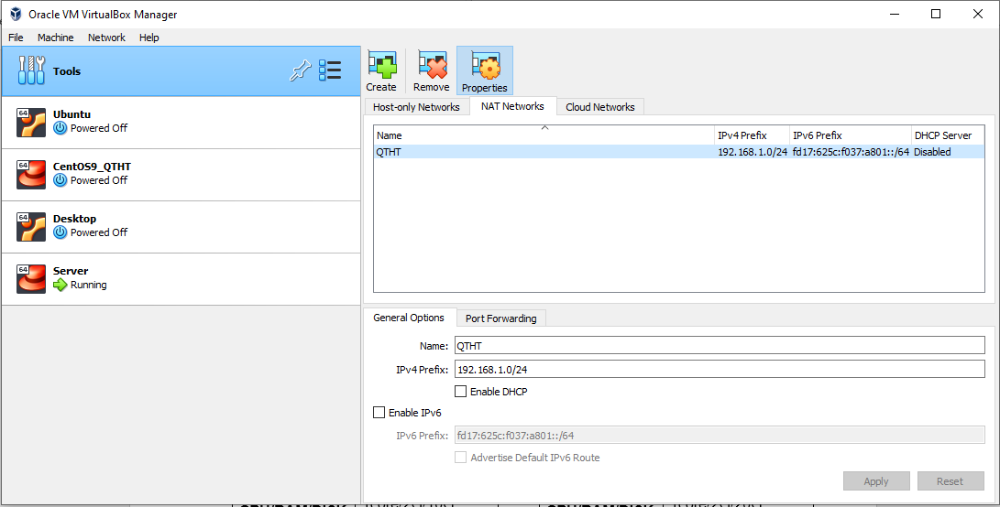 Oracle VM VirtualBox Manager
File Machine Network Help
Tools
Create Remove Properties
64 Ubuntu
Powered Off
64 CentOS9_QTHT
Powered Off
64 Desktop
Powered Off
64 Server
Running
Host-only Networks NAT Networks Cloud Networks
Name IPv4 Prefix IPv6 Prefix DHCP Server
QTHT 192.168.1.0/24 fd17:625c:f037:a801::/64 Disabled
General Options Port Forwarding
Name: QTHT
IPv4 Prefix: 192.168.1.0/24
Enable DHCP
Enable IPv6
IPv6 Prefix: fd17:625c:f037:a801::/64
Advertise Default IPv6 Route
Apply Reset